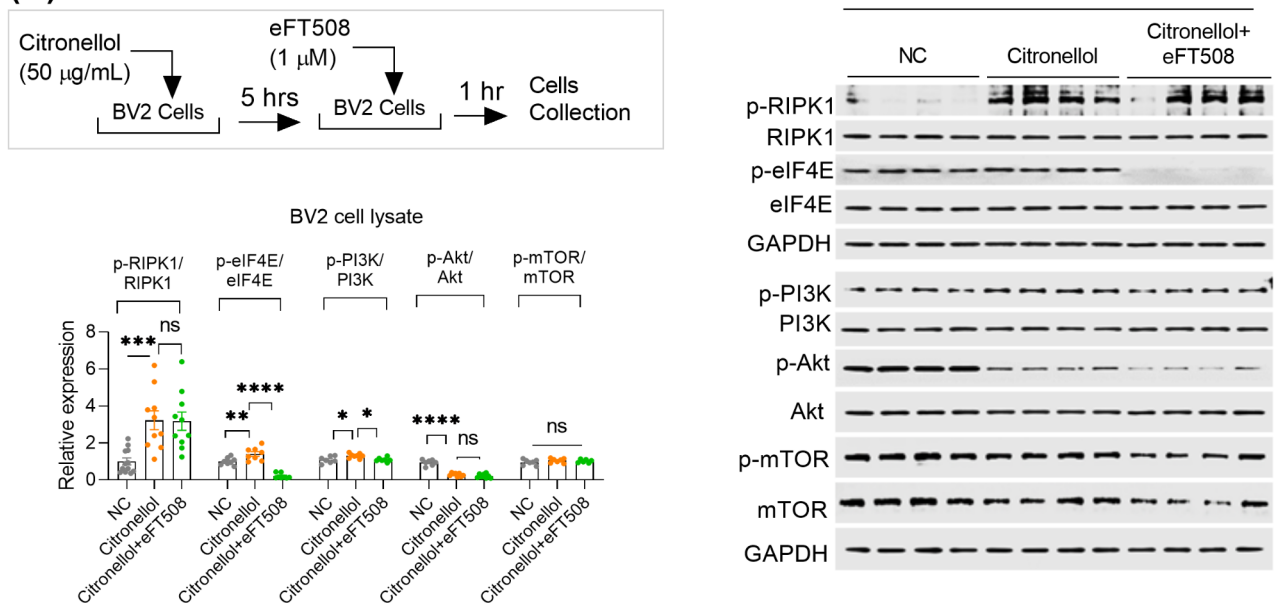 Citronellol
(50 µg/mL)
eFT508
(1 µM)
BV2 Cells
5 hrs
BV2 Cells
1 hr
Cells
Collection
BV2 cell lysate
p-RIPK1/
RIPK1
p-eIF4E/
eIF4E
p-PI3K/
PI3K
p-Akt/
Akt
p-mTOR/
mTOR
Relative expression
8
6
4
2
0
*** ns
** ****
* *
**** ns
ns
NC
Citronellol
Citronellol+eFT508
NC
Citronellol
Citronellol+eFT508
NC
Citronellol
Citronellol+eFT508
NC
Citronellol
Citronellol+eFT508
NC
Citronellol
Citronellol+eFT508
NC
Citronellol
Citronellol+
eFT508
p-RIPK1
RIPK1
p-eIF4E
eIF4E
GAPDH
p-PI3K
PI3K
p-Akt
Akt
p-mTOR
mTOR
GAPDH